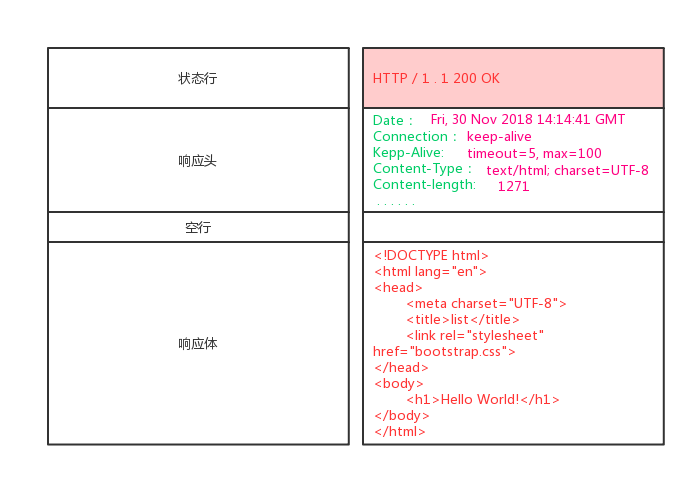 状态行
HTTP / 1 . 1 200 OK
响应头
Date： Fri, 30 Nov 2018 14:14:41 GMT
Connection： keep-alive
Kepp-Alive: timeout=5, max=100
Content-Type： text/html; charset=UTF-8
Content-length: 1271
......
空行
响应体
<!DOCTYPE html>
<html lang="en">
<head>
<meta charset="UTF-8">
<title>list</title>
<link rel="stylesheet"
href="bootstrap.css">
</head>
<body>
<h1>Hello World!</h1>
</body>
</html>